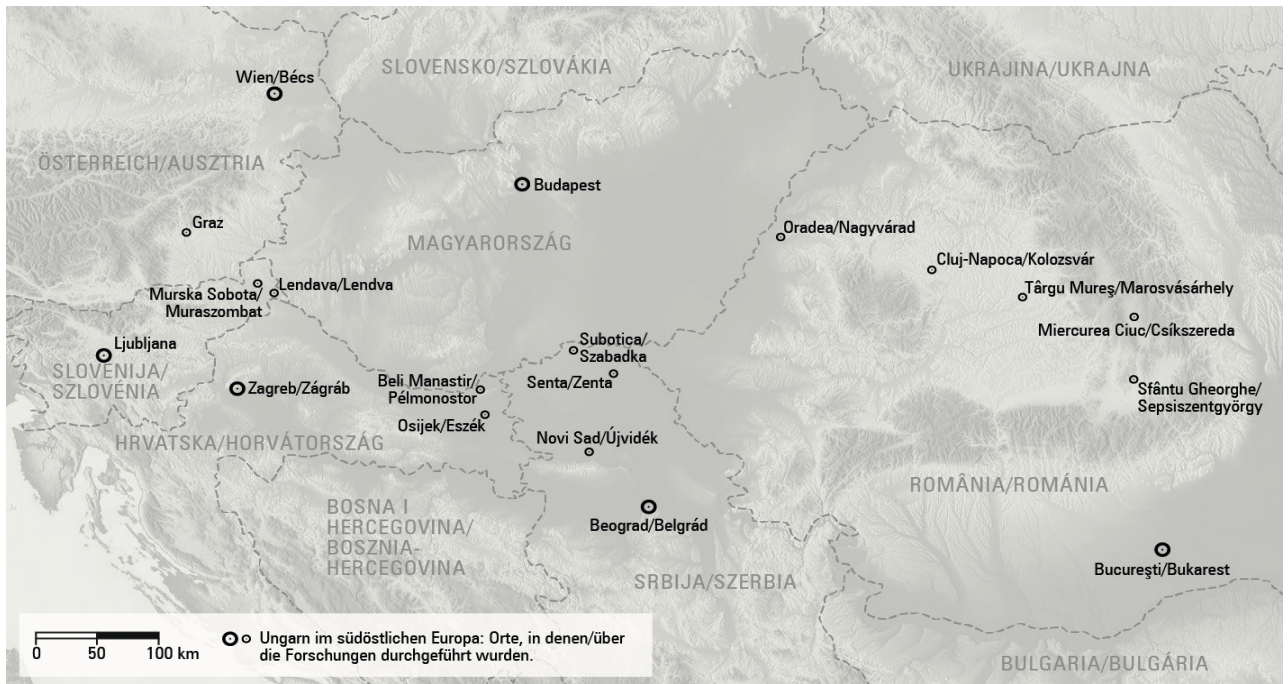 Wien/Bécs
SLOVENSKO/SZLOVÁKIA
UKRAJINA/UKRAJNA
ÖSTERREICH/AUSZTRIA
Budapest
Graz
MAGYARORSZÁG
Oradea/Nagyvárad
Cluj-Napoca/Kolozsvár
Murska Sobota/
Muraszombat
Lendava/Lendva
Târgu Mureş/Marosvásárhely
Miercurea Ciuc/Csíkszereda
Ljubljana
SLOVENIJA/
SZLOVÉNIA
Subotica/
Szabadka
Zagreb/Zágráb
Beli Manastir/
Pélmonostor
Senta/Zenta
Sfântu Gheorghe/
Sepsiszentgyörgy
Osijek/Eszék
HRVATSKA/HORVÁTORSZÁG
Novi Sad/Újvidék
ROMÂNIA/ROMÁNIA
BOSNA I
HERCEGOVINA/
BOSZNIA-
HERCEGOVINA
Beograd/Belgrád
SRBIJA/SZERBIA
Bucureşti/Bukarest
0 50 100 km
Ungarn im südöstlichen Europa: Orte, in denen/über
die Forschungen durchgeführt wurden.
BULGARIA/BULGÁRIA